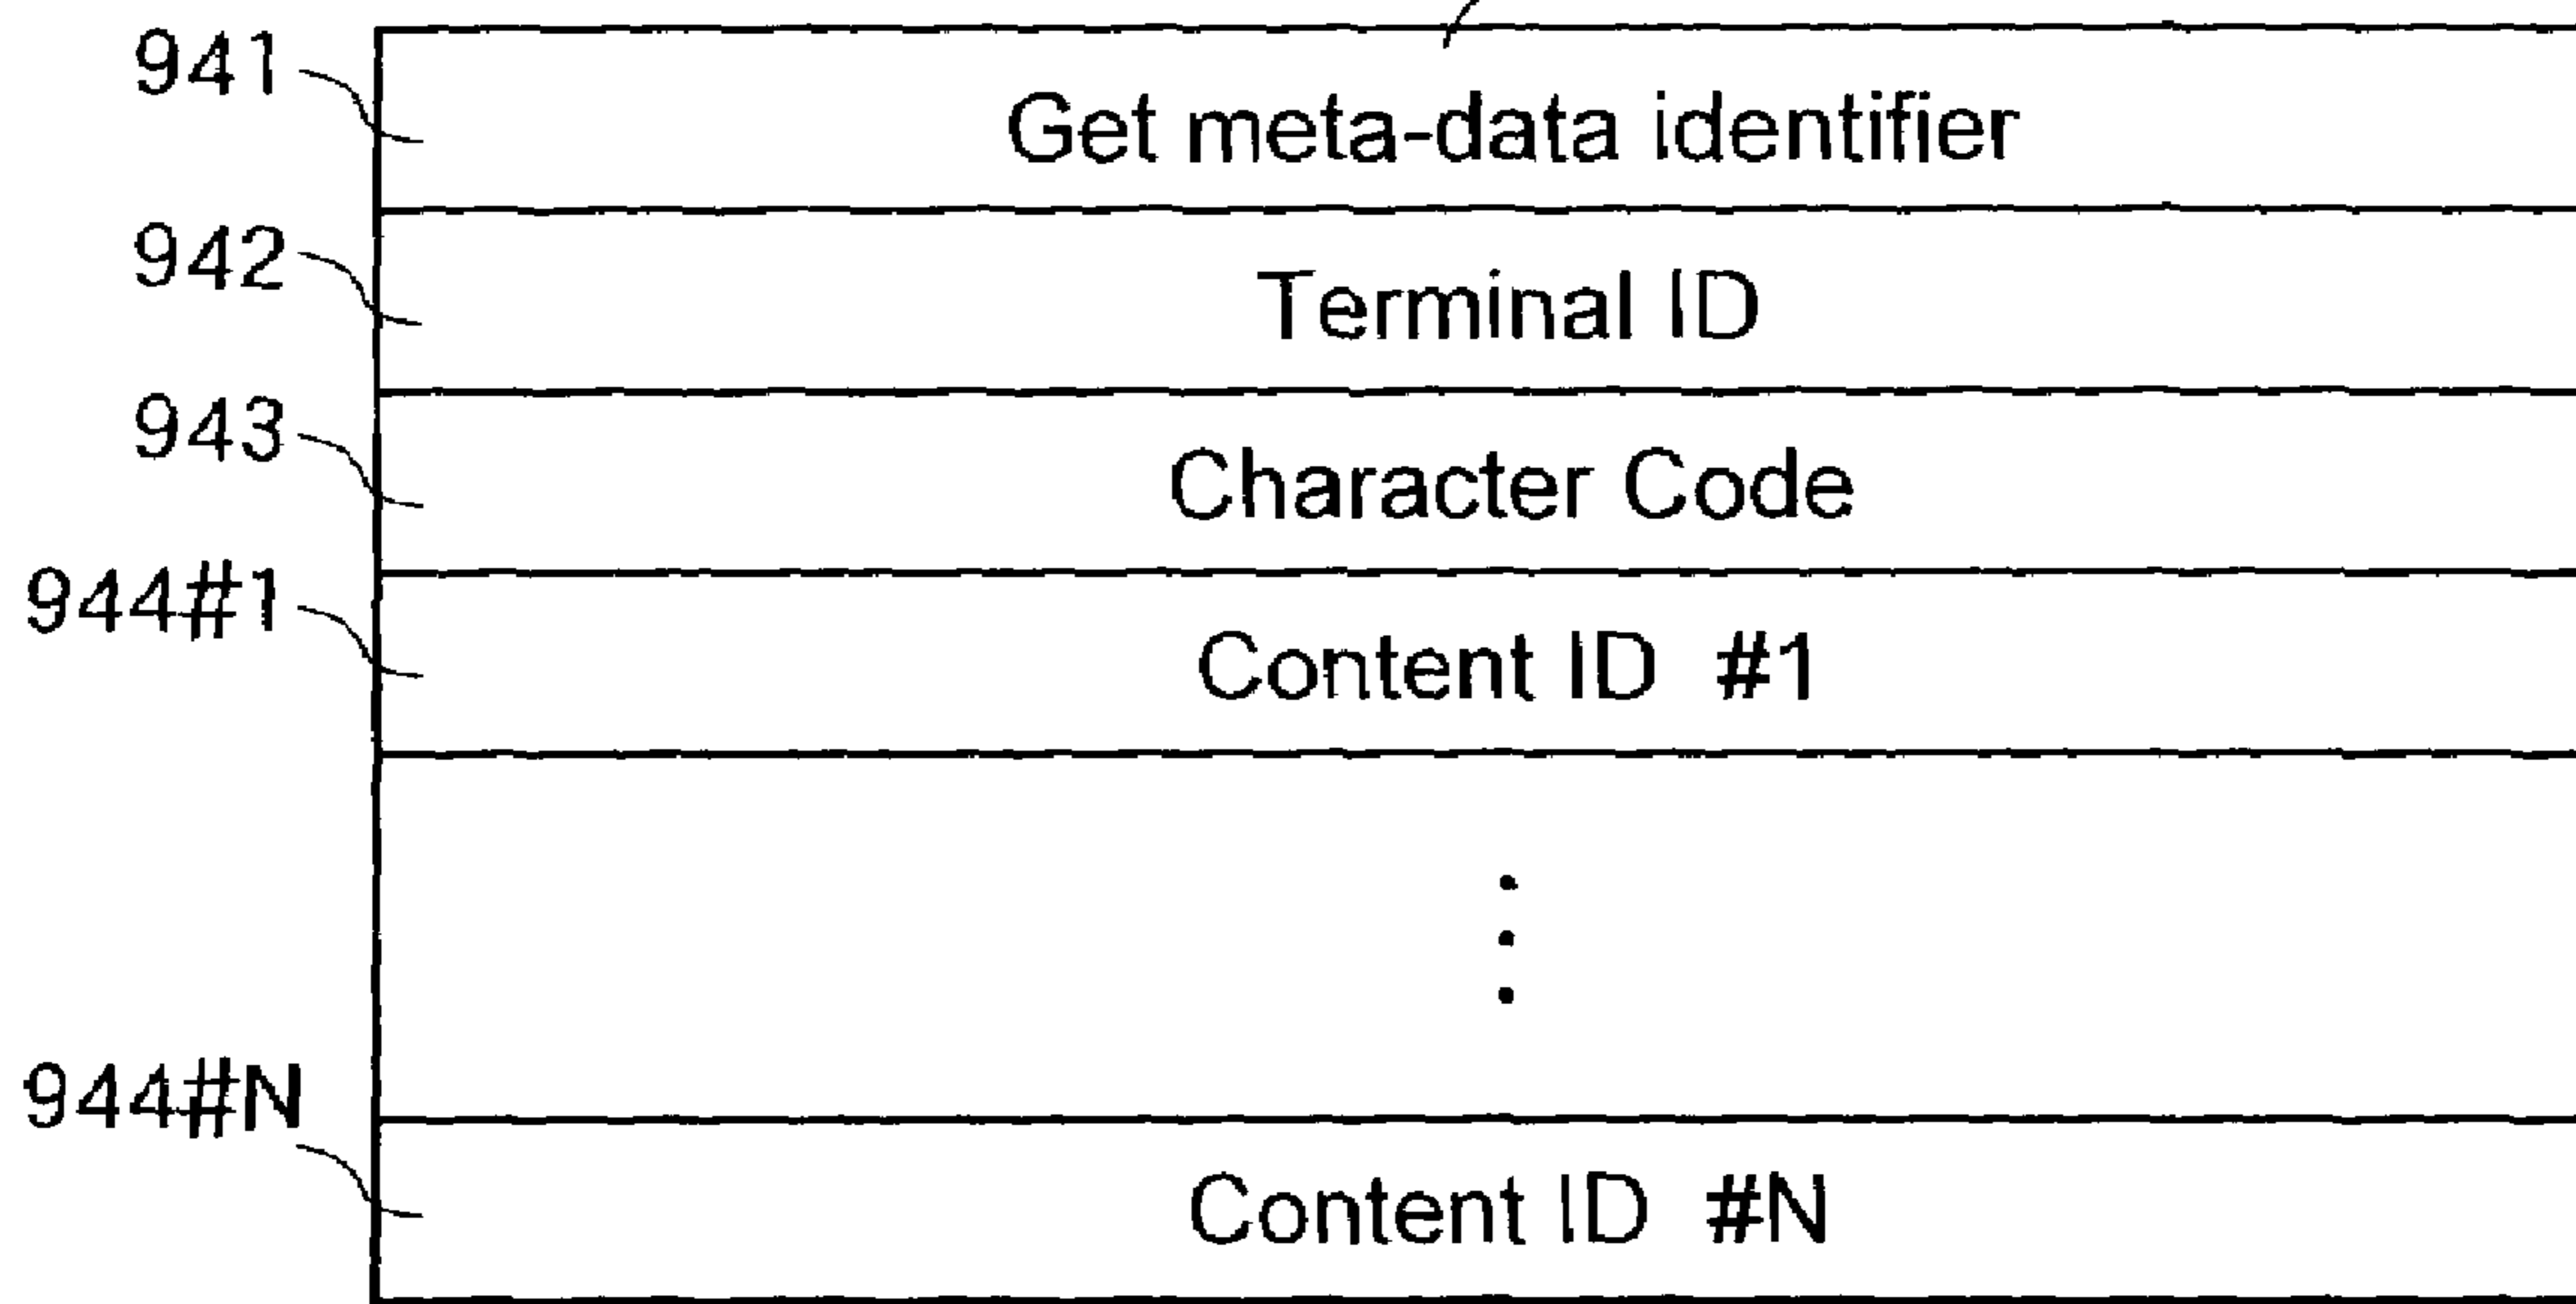 941 Get meta-data identifier
942 Terminal ID
943 Character Code
944#1 Content ID #1
944#N
Content ID #N